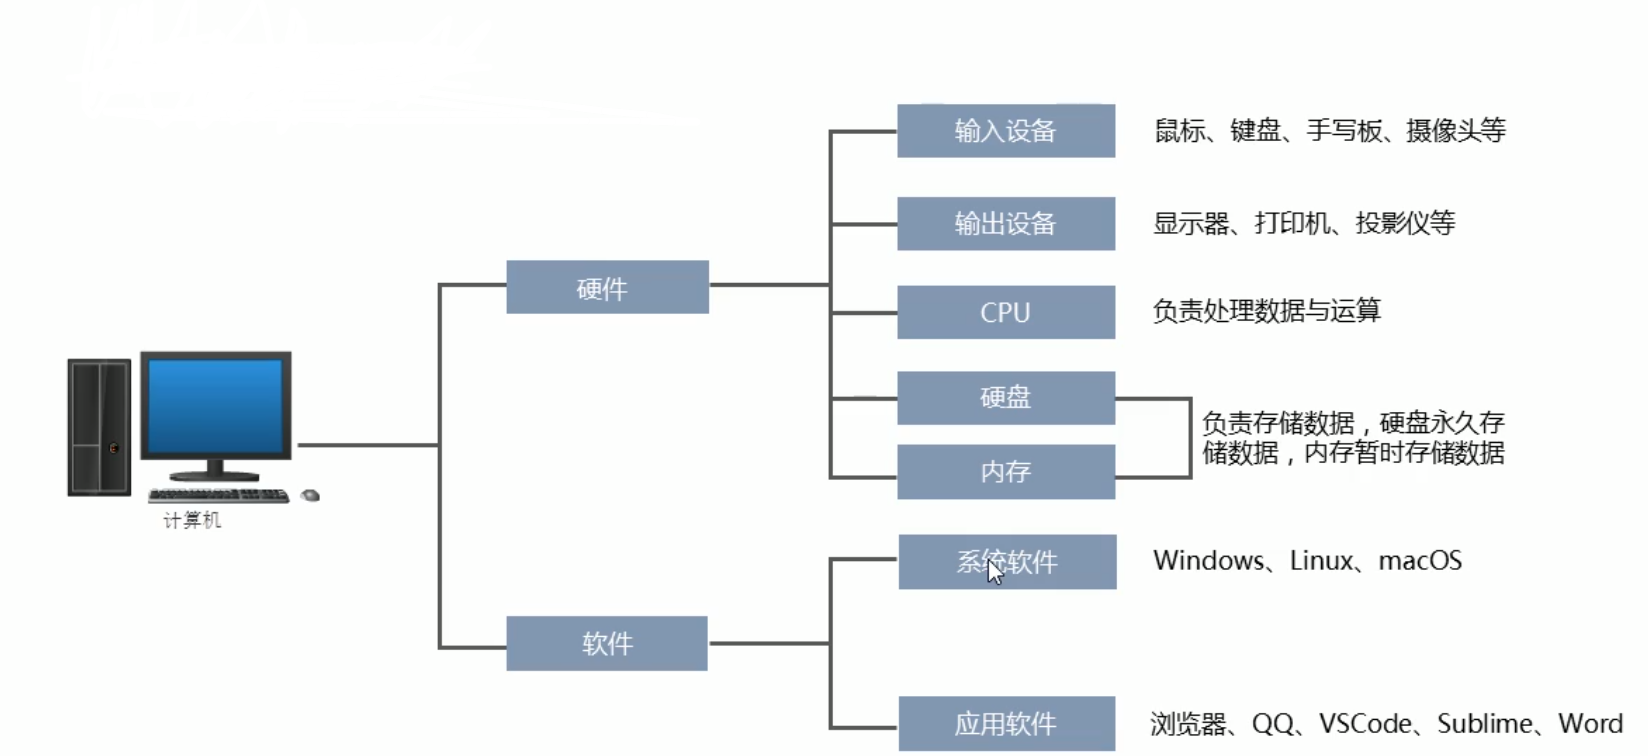 输入设备 鼠标、键盘、手写板、摄像头等
输出设备 显示器、打印机、投影仪等
硬件
CPU 负责处理数据与运算
硬盘
内存
负责存储数据，硬盘永久存
储数据，内存暂时存储数据
计算机
系统软件 Windows、Linux、macOS
软件
应用软件 浏览器、QQ、VSCode、Sublime、Word